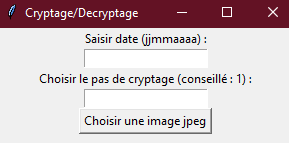 Cryptage/Decryptage
Saisir date (jjmmaaaa) :
Choisir le pas de cryptage (conseillé : 1) :
Choisir une image jpeg